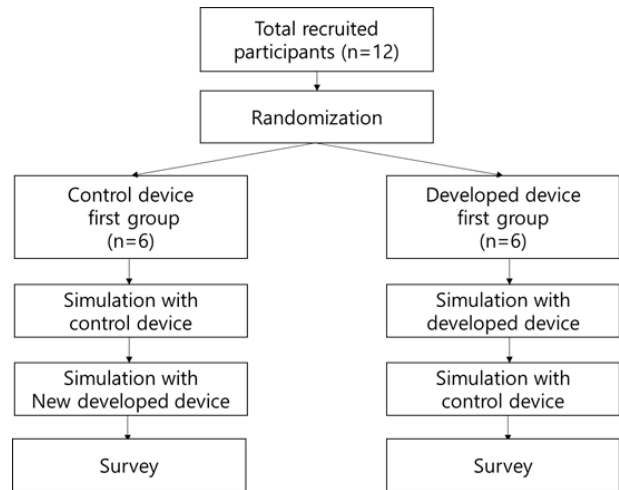 Total recruited
participants (n=12)
Randomization
Control device
first group
(n=6)
Developed device
first group
(n=6)
Simulation with
control device
Simulation with
developed device
Simulation with
New developed device
Simulation with
control device
Survey
Survey